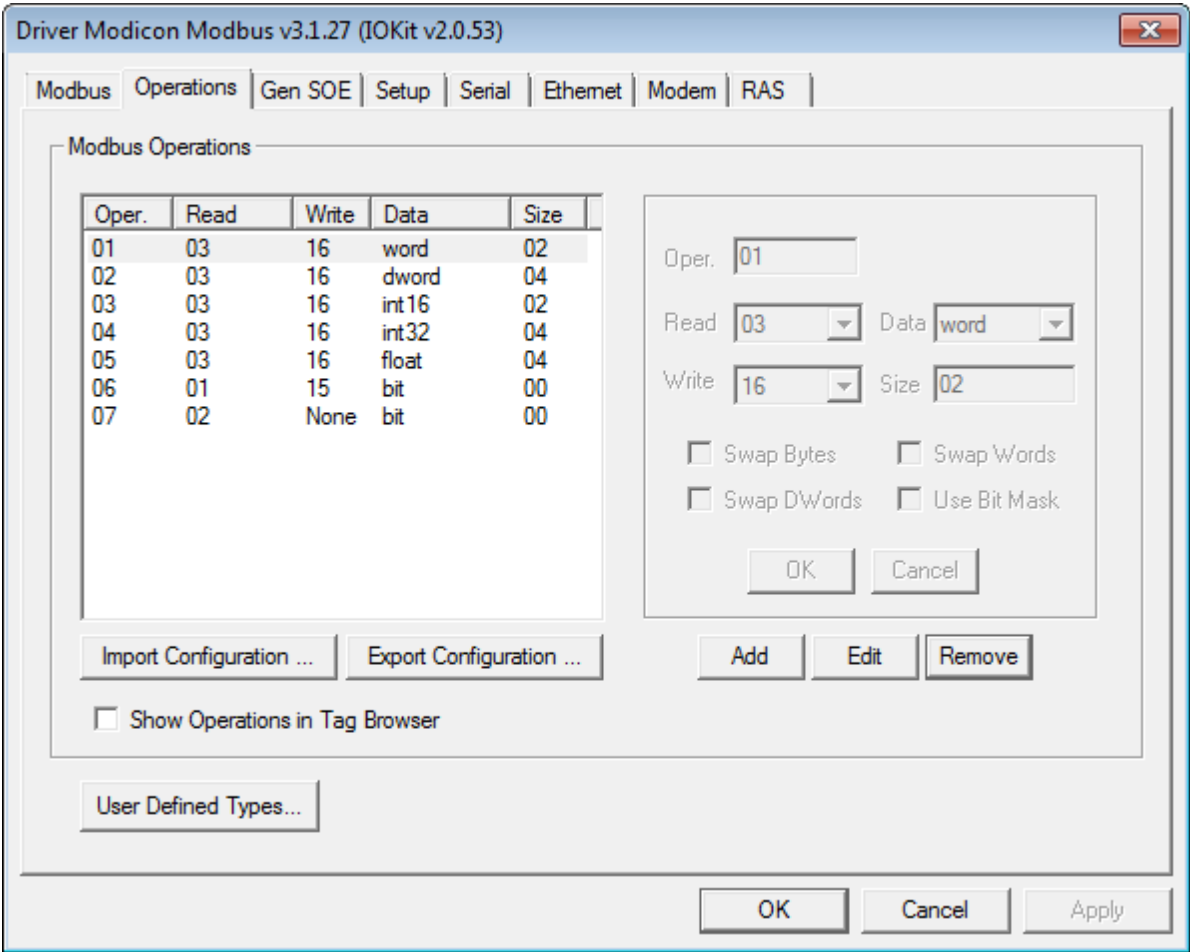 Driver Modicon Modbus v3.1.27 (IOKit v2.0.53)
Modbus Operations Gen SOE Setup Serial Ethernet Modem RAS
Modbus Operations
Oper. Read Write Data Size
01 03 16 word 02
02 03 16 dword 04
03 03 16 int16 02
04 03 16 int32 04
05 03 16 float 04
06 01 15 bit 00
07 02 None bit 00
Oper. 01
Read 03 Data word
Write 16 Size 02
Swap Bytes Swap Words
Swap DWords Use Bit Mask
OK Cancel
Import Configuration ... Export Configuration ... Add Edit Remove
Show Operations in Tag Browser
User Defined Types...
OK Cancel Apply